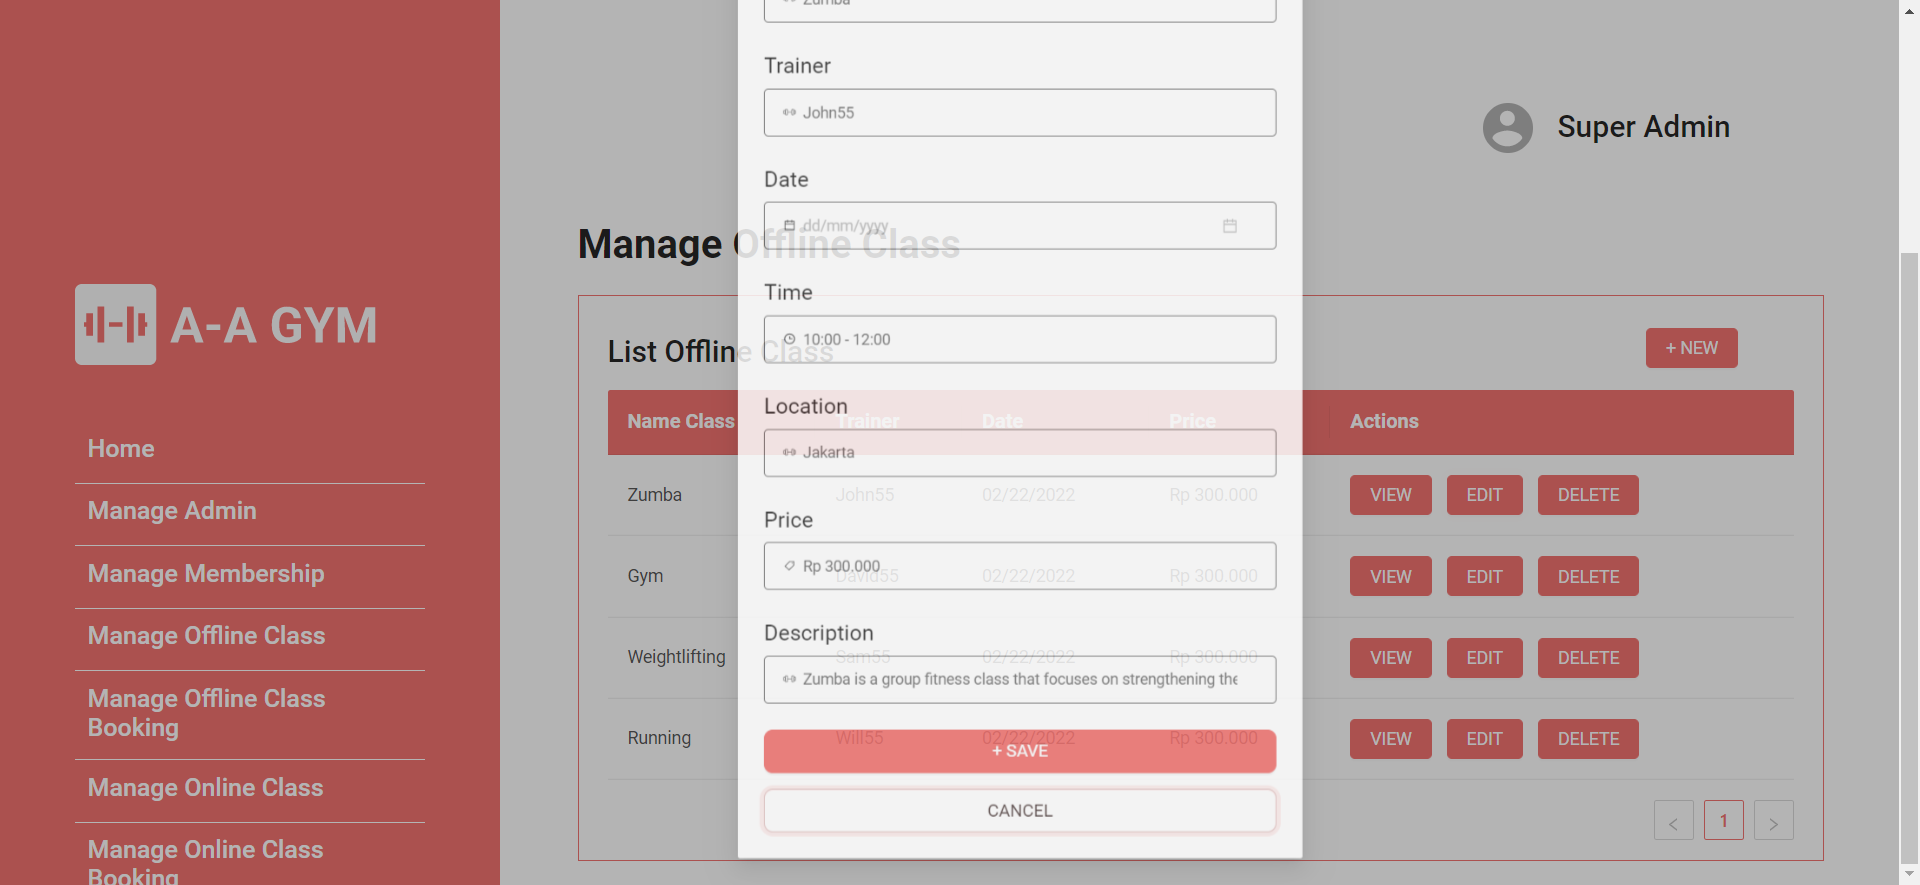 A-A GYM
Home
Manage Admin
Manage Membership
Manage Offline Class
Manage Offline Class
Booking
Manage Online Class
Manage Online Class
Booking
Super Admin
Manage Offline Class
List Offline Class
+ NEW
Name Class Trainer Date Price Actions
Zumba John55 02/22/2022 Rp 300.000 VIEW EDIT DELETE
Gym David55 02/22/2022 Rp 300.000 VIEW EDIT DELETE
Weightlifting Sam55 02/22/2022 Rp 300.000 VIEW EDIT DELETE
Running Will55 02/22/2022 Rp 300.000 VIEW EDIT DELETE
< 1 >
Zumba
Trainer
John55
Date
dd/mm/yyyy
Time
10:00 - 12:00
Location
Jakarta
Price
Rp 300.000
Description
Zumba is a group fitness class that focuses on strengthening the
+ SAVE
CANCEL